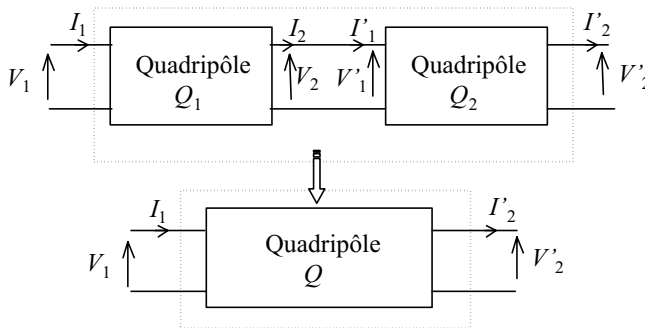 I1 I2 I'1 I'2
V1 Quadripôle Q1 V2 V'1 Quadripôle Q2 V'2
I1 I'2
V1 Quadripôle Q V'2